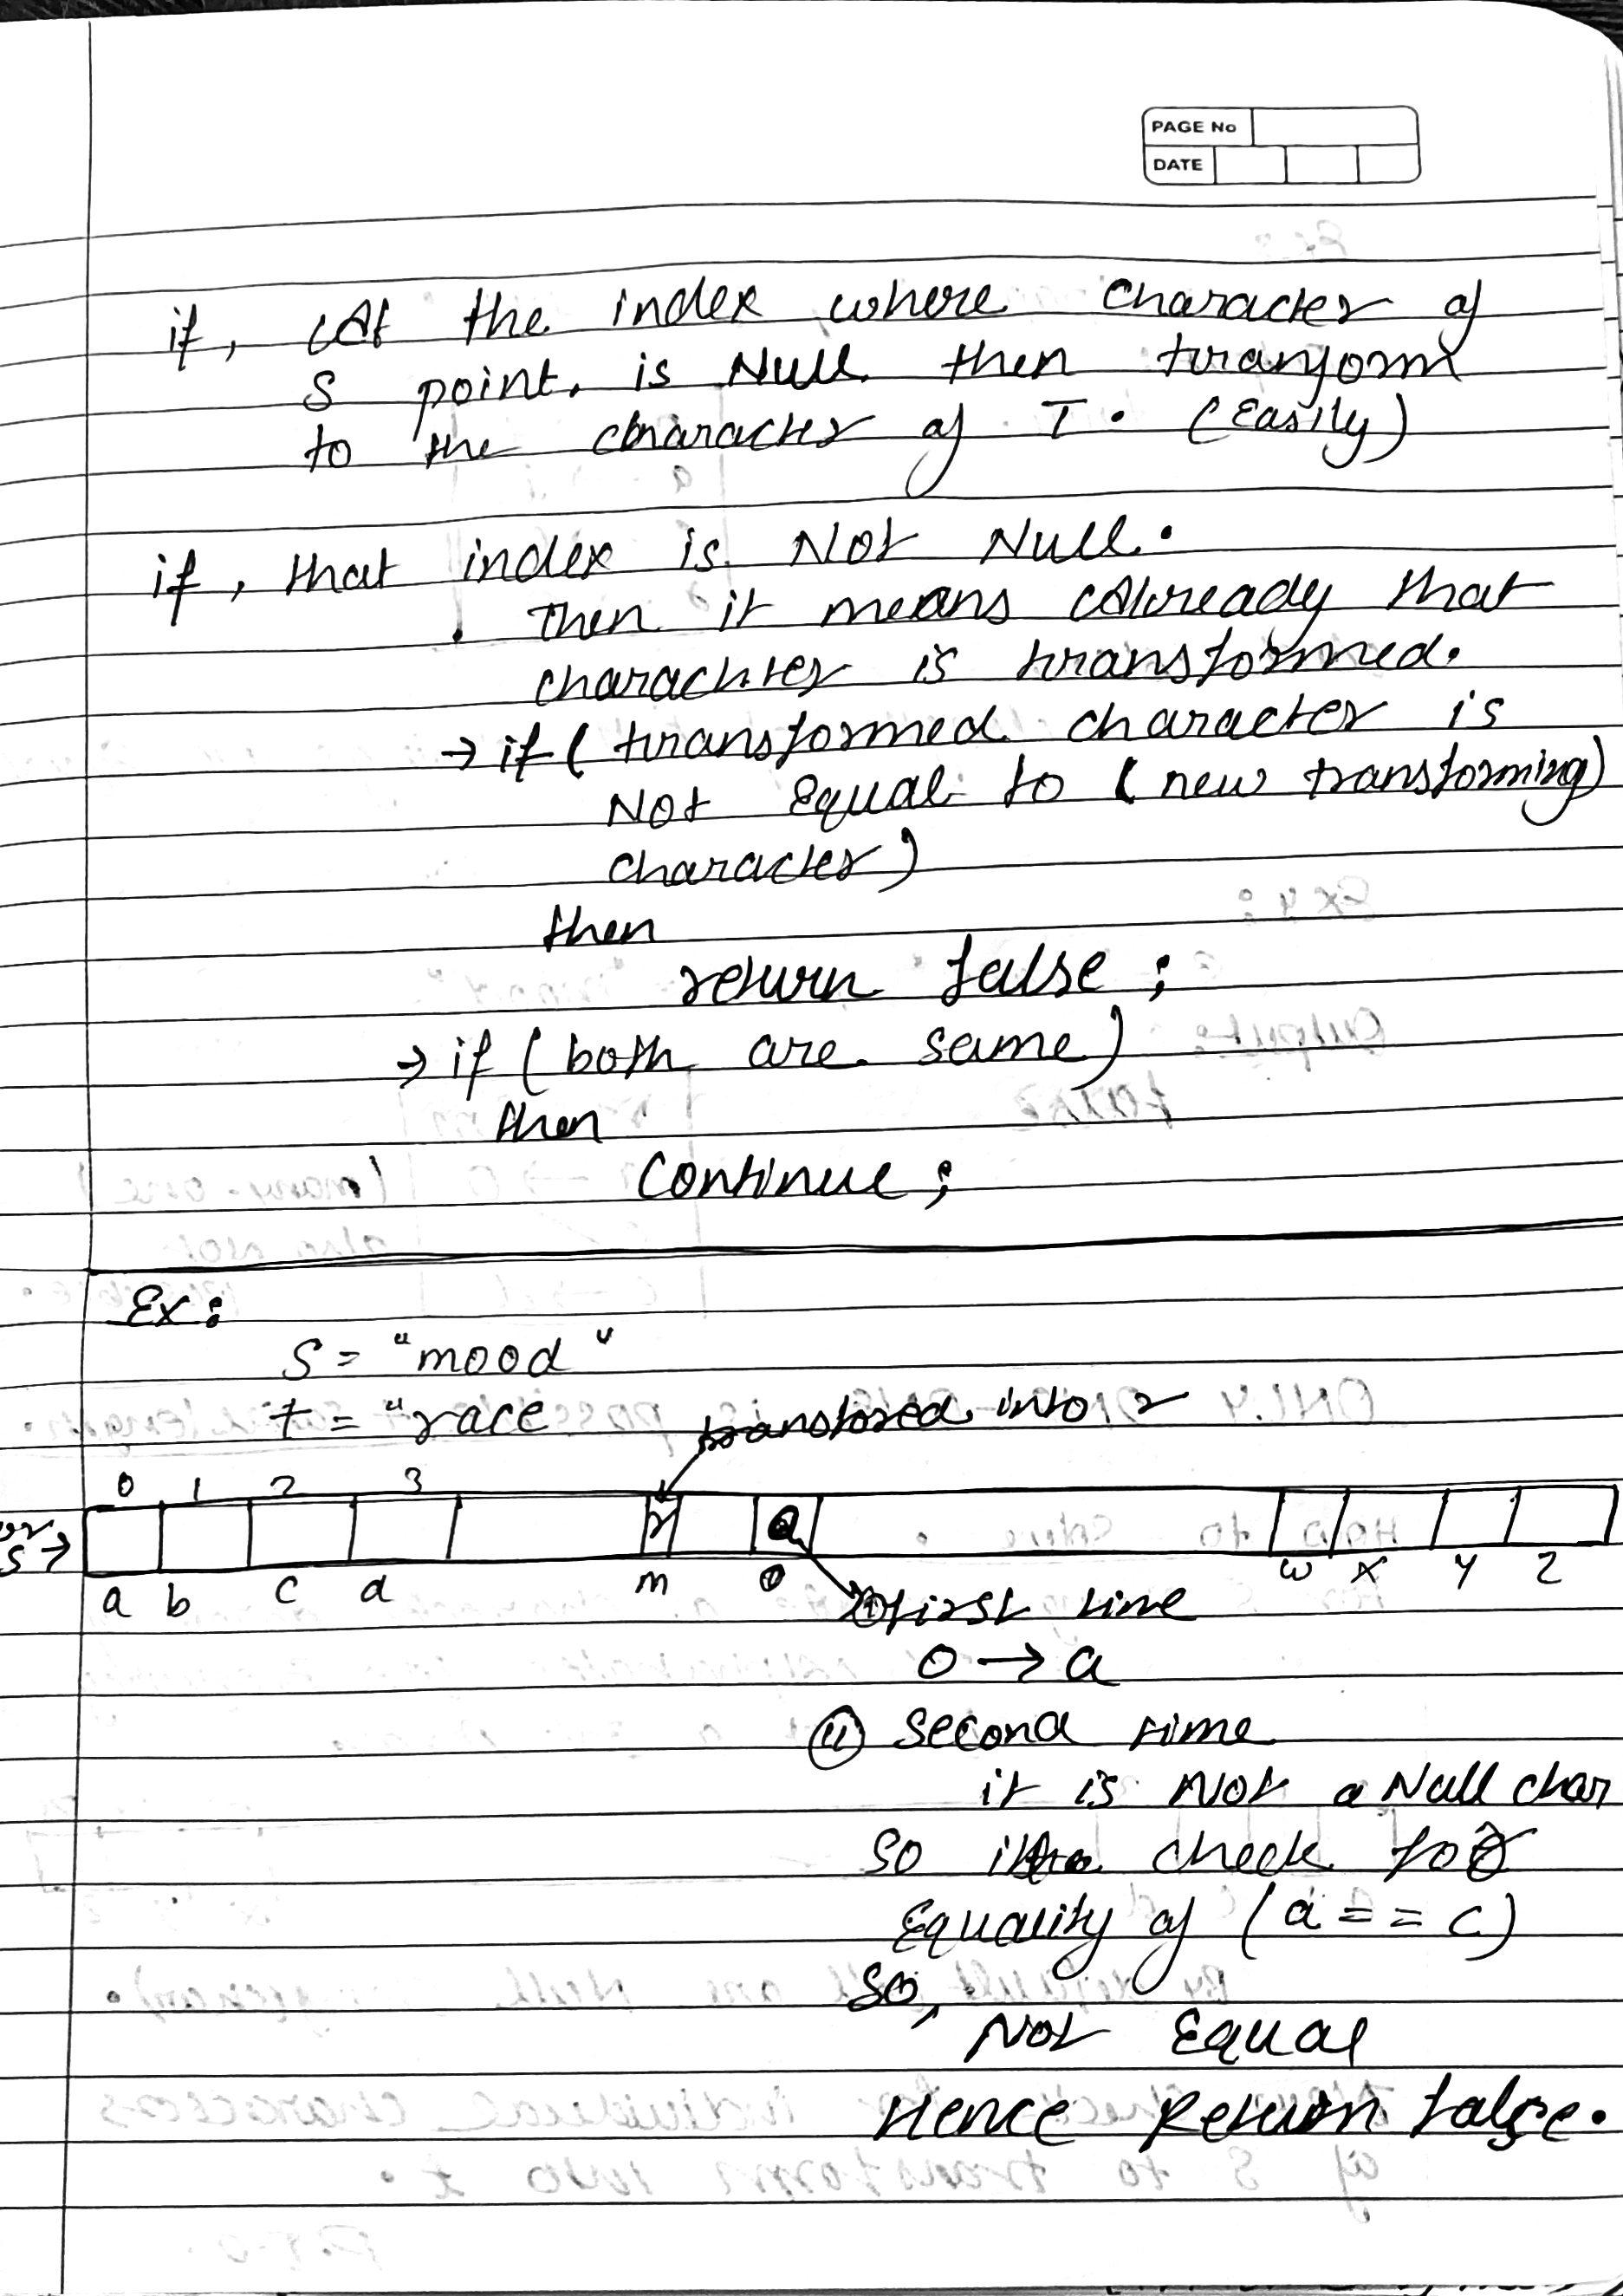 PAGE No
DATE
if, At the index where character of
S point. is Null then tranform
to the character of T. (Easily)
if, that index is Not Null.
Then it means Already that
charachter is transformed.
→ if ( transformed character is
Not Equal to ( new transforming)
character)
then
return false ;
→ if ( both are same)
then
Continue ;
Ex :
S = "mood"
t = "race
transfored into r
0 1 2 3
r a
S →
a b c d m o w x y z
(i) first time
o → a
(ii) Second time
it is Not a Null char
So check for
Equality of (a == c)
So,
Not Equal
Hence Return false.